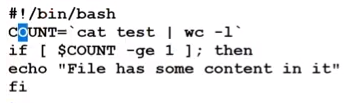 #!/bin/bash
COUNT=`cat test | wc -l`
if [ $COUNT -ge 1 ]; then
echo "File has some content in it"
fi